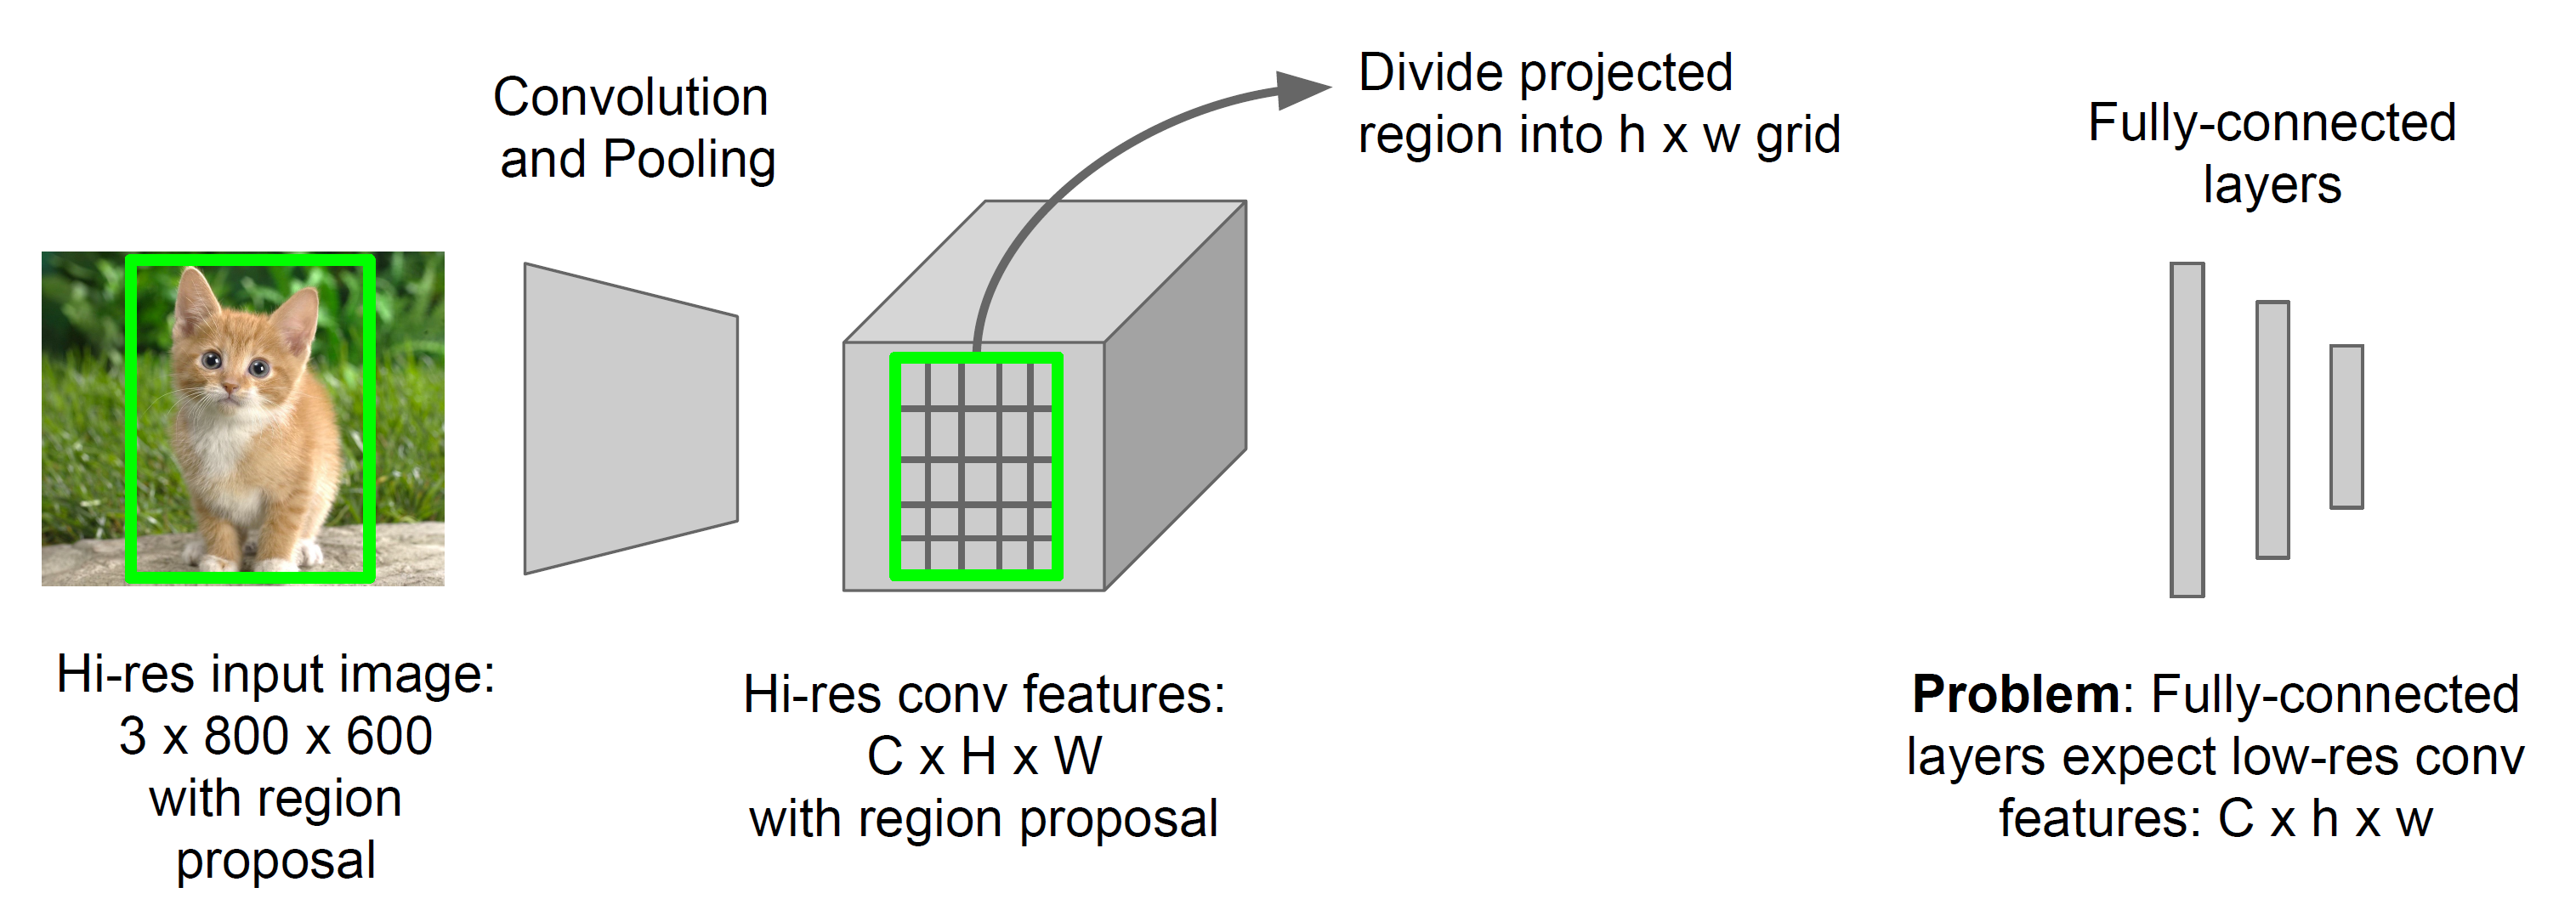 Convolution
and Pooling
Divide projected
region into h x w grid
Fully-connected
layers
Hi-res input image:
3 x 800 x 600
with region
proposal
Hi-res conv features:
C x H x W
with region proposal
Problem: Fully-connected
layers expect low-res conv
features: C x h x w